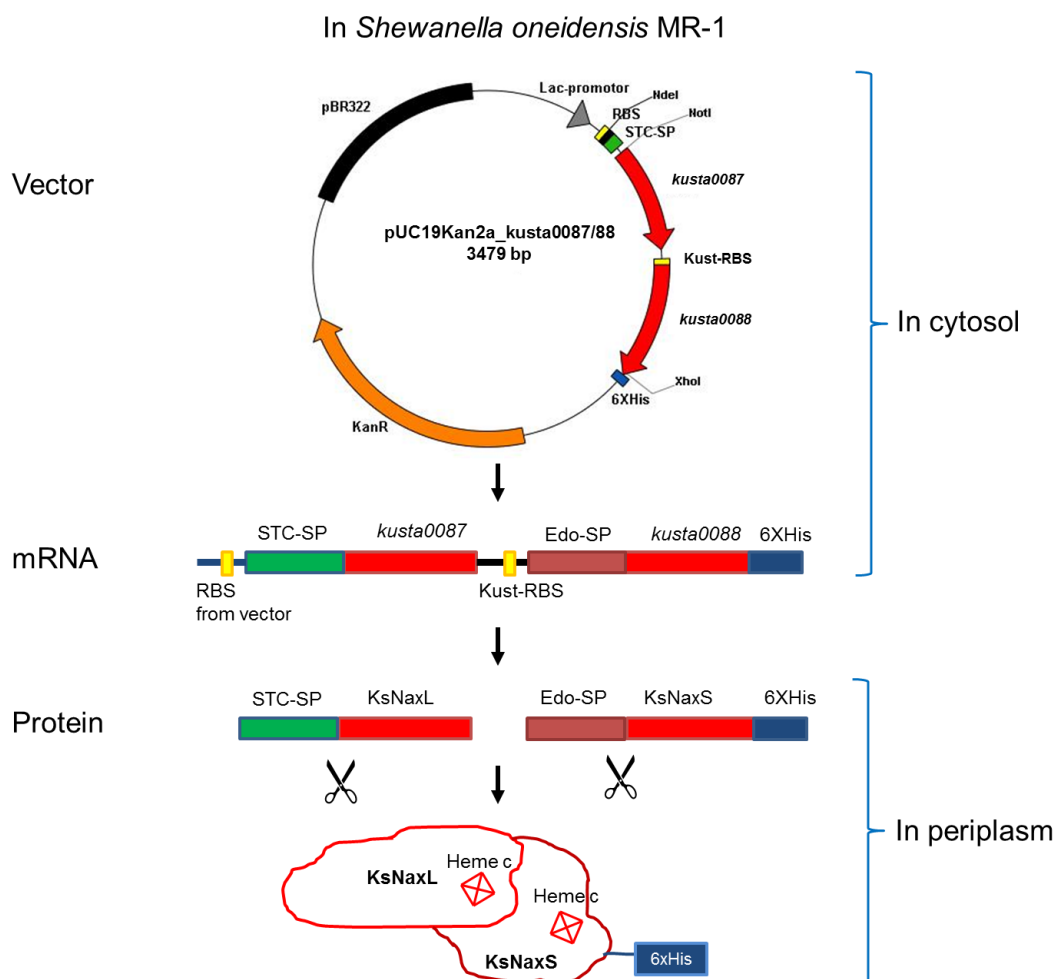 In Shewanella oneidensis MR-1
Vector
pBR322
Lac-promotor
NdeI
RBS
NotI
STC-SP
kusta0087
pUC19Kan2a_kusta0087/88
3479 bp
Kust-RBS
kusta0088
XhoI
6XHis
KanR
In cytosol
mRNA
STC-SP
kusta0087
Edo-SP
kusta0088
6XHis
RBS
from vector
Kust-RBS
Protein
STC-SP
KsNaxL
Edo-SP
KsNaxS
6XHis
In periplasm
KsNaxL
Heme c
Heme c
KsNaxS
6xHis